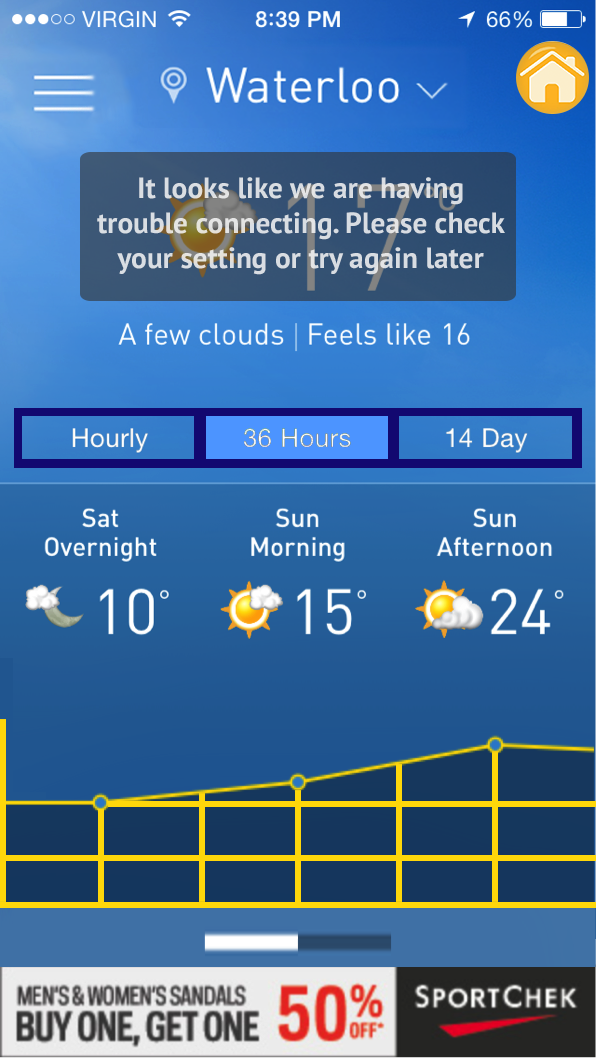 VIRGIN 8:39 PM 66%
Waterloo
It looks like we are having
trouble connecting. Please check
your setting or try again later
17°C
A few clouds | Feels like 16
Hourly 36 Hours 14 Day
Sat Sun Sun
Overnight Morning Afternoon
10° 15° 24°
MEN'S & WOMEN'S SANDALS
BUY ONE, GET ONE 50% OFF*
SPORTCHEK